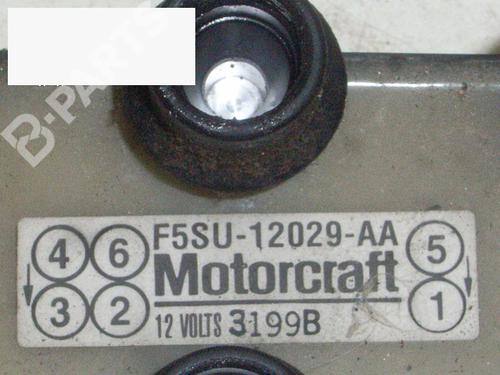 B-PARTS
4 6 F5SU-12029-AA 5
Motorcraft
3 2 12 VOLTS 3199B 1